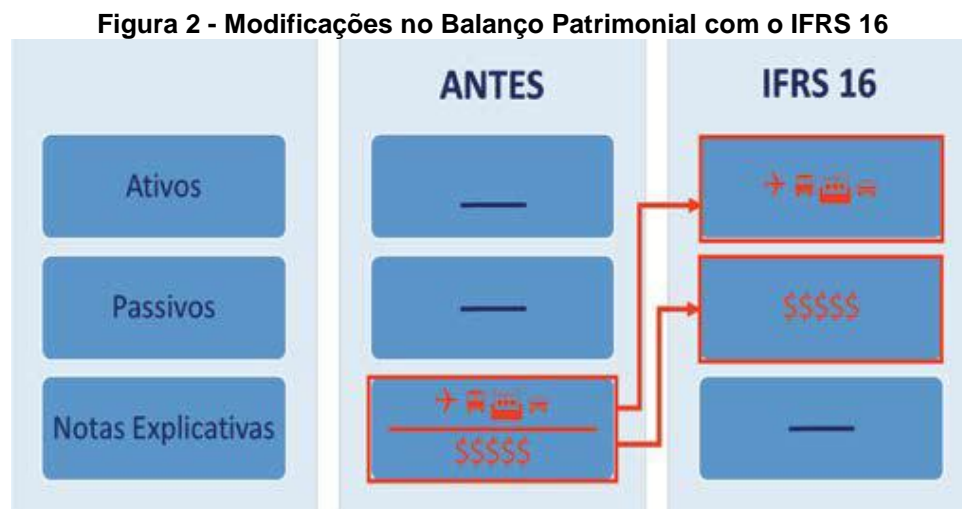 Figura 2 - Modificações no Balanço Patrimonial com o IFRS 16
ANTES
IFRS 16
Ativos
Passivos
$$$$$
Notas Explicativas
$$$$$